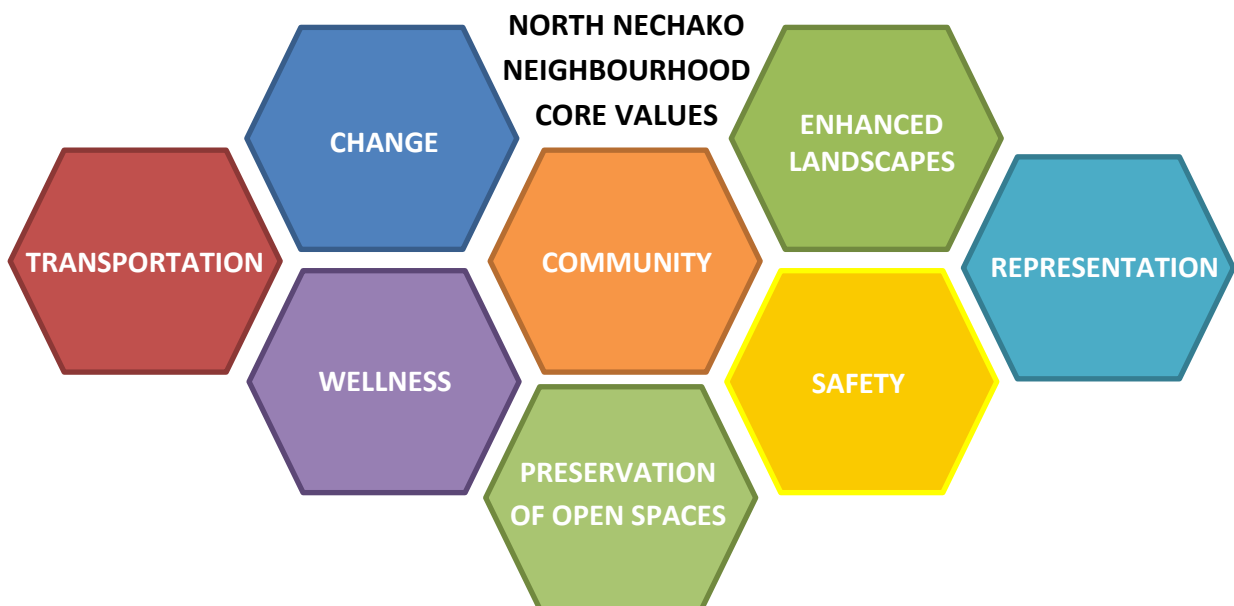 NORTH NECHAKO
NEIGHBOURHOOD
CORE VALUES
CHANGE
ENHANCED
LANDSCAPES
TRANSPORTATION
COMMUNITY
REPRESENTATION
WELLNESS
SAFETY
PRESERVATION
OF OPEN SPACES